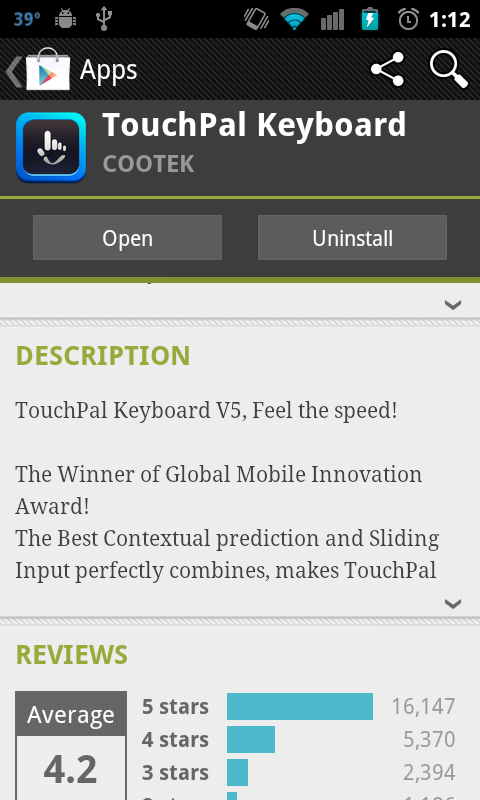 39° 1:12
Apps
TouchPal Keyboard
COOTEK
Open Uninstall
DESCRIPTION
TouchPal Keyboard V5, Feel the speed!
The Winner of Global Mobile Innovation
Award!
The Best Contextual prediction and Sliding
Input perfectly combines, makes TouchPal
REVIEWS
Average
4.2
5 stars 16,147
4 stars 5,370
3 stars 2,394